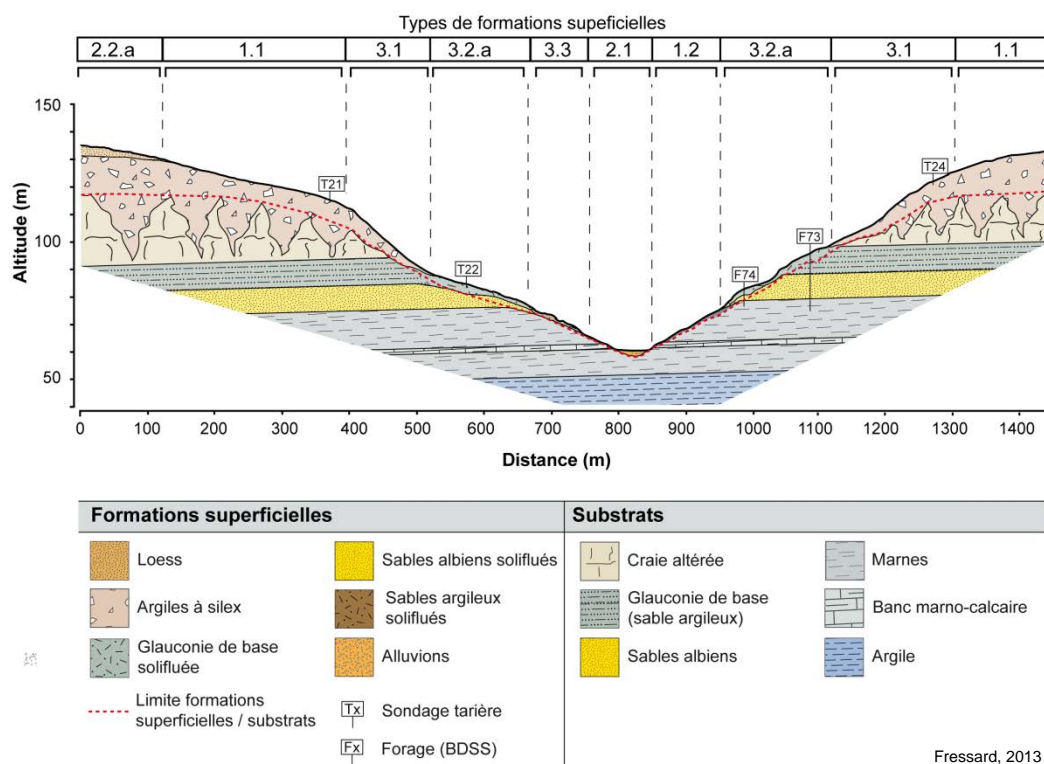 Types de formations supeficielles
2.2.a 1.1 3.1 3.2.a 3.3 2.1 1.2 3.2.a 3.1 1.1
150
100
50
Altitude (m)
T21
T22
F74
F73
T24
0 100 200 300 400 500 600 700 800 900 1000 1100 1200 1300 1400
Distance (m)
Formations superficielles
Loess
Argiles à silex
Glauconie de base
solifluée
Limite formations
superficielles / substrats
Sables albiens soliflués
Sables argileux
soliflués
Alluvions
Tx Sondage tarière
Fx Forage (BDSS)
Substrats
Craie altérée
Glauconie de base
(sable argileux)
Sables albiens
Marnes
Banc marno-calcaire
Argile
Fressard, 2013